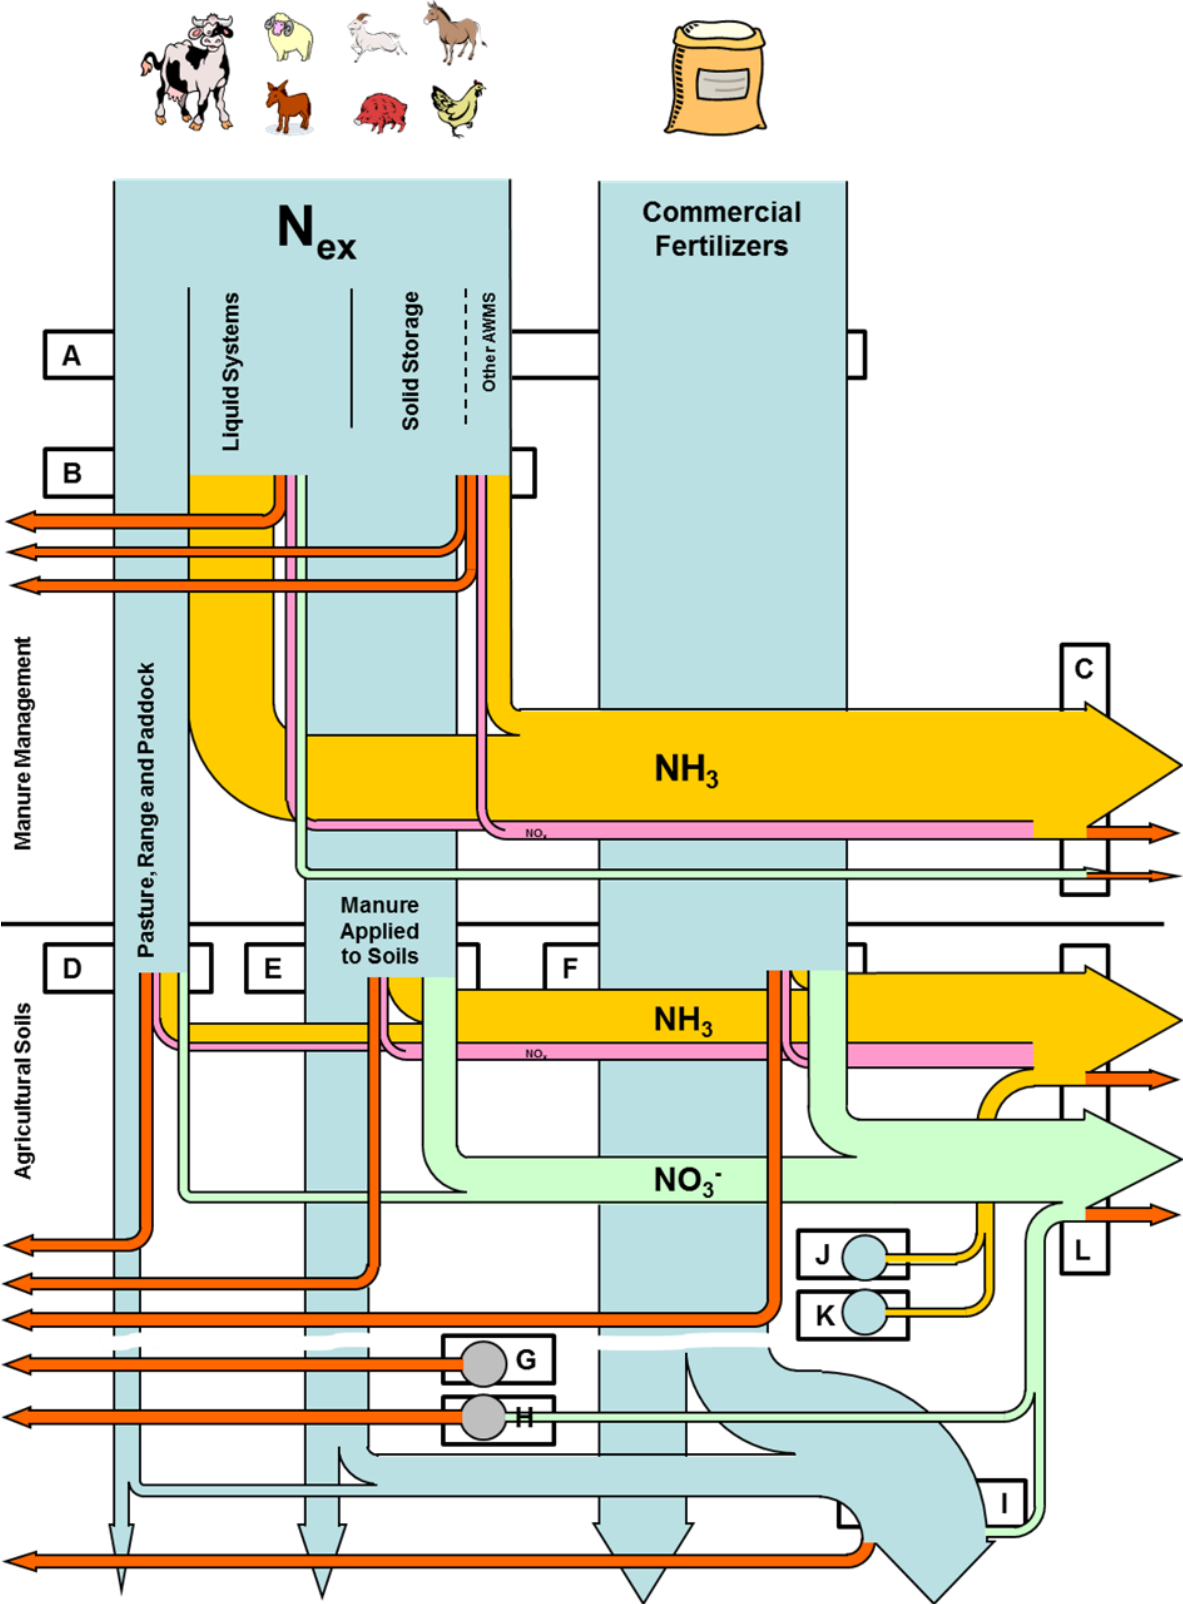 N_ex
Commercial
Fertilizers
Liquid Systems
Solid Storage
Other AWMS
A
B
Manure Management
Pasture, Range and Paddock
C
NH₃
NOₓ
Manure
Applied
to Soils
D
E
F
Agricultural Soils
NH₃
NOₓ
NO₃⁻
J
L
K
G
H
I